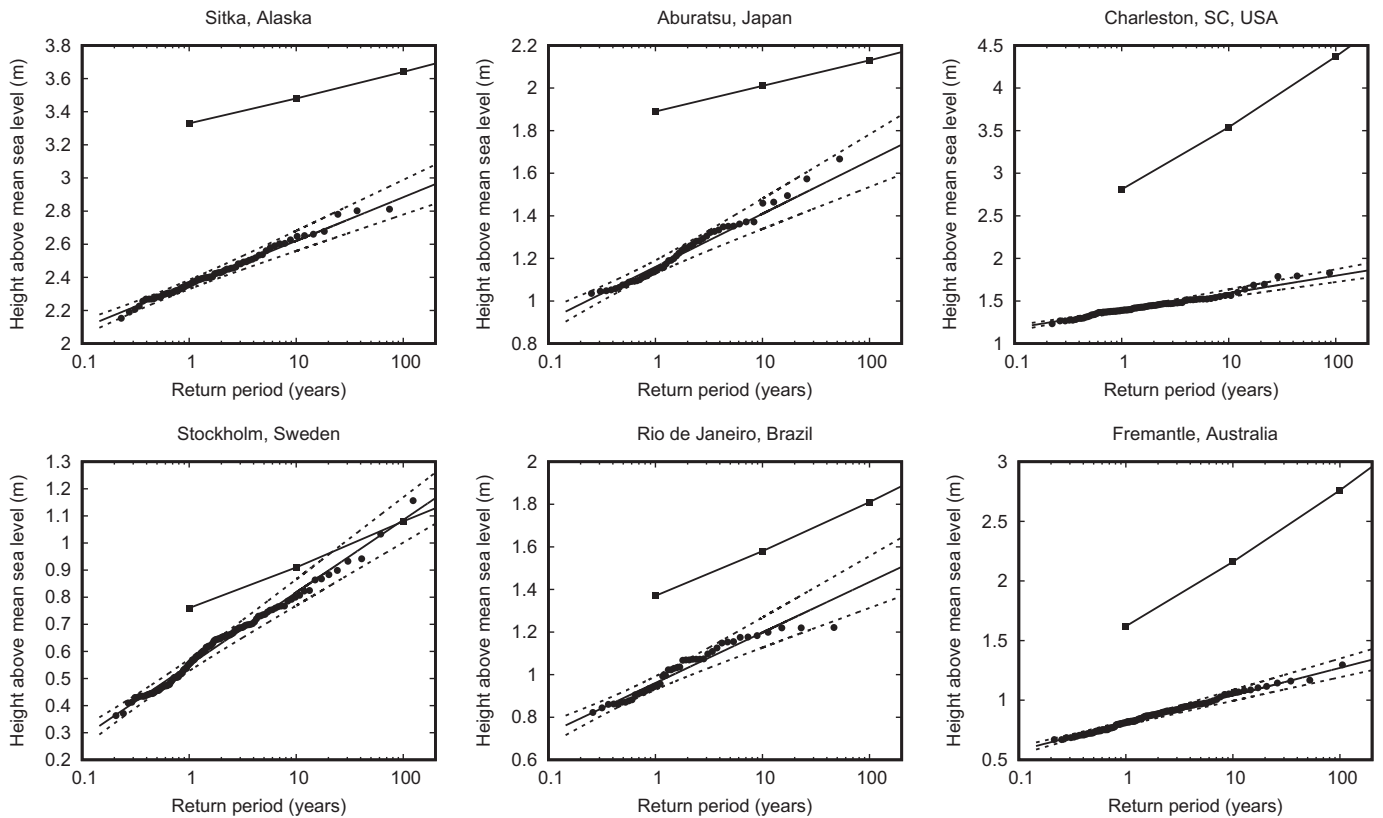 Sitka, Alaska
Height above mean sea level (m)
3.8
3.6
3.4
3.2
3
2.8
2.6
2.4
2.2
2
0.1 1 10 100
Return period (years)
Aburatsu, Japan
Height above mean sea level (m)
2.2
2
1.8
1.6
1.4
1.2
1
0.8
0.1 1 10 100
Return period (years)
Charleston, SC, USA
Height above mean sea level (m)
4.5
4
3.5
3
2.5
2
1.5
1
0.1 1 10 100
Return period (years)
Stockholm, Sweden
Height above mean sea level (m)
1.3
1.2
1.1
1
0.9
0.8
0.7
0.6
0.5
0.4
0.3
0.2
0.1 1 10 100
Return period (years)
Rio de Janeiro, Brazil
Height above mean sea level (m)
2
1.8
1.6
1.4
1.2
1
0.8
0.6
0.1 1 10 100
Return period (years)
Fremantle, Australia
Height above mean sea level (m)
3
2.5
2
1.5
1
0.5
0.1 1 10 100
Return period (years)